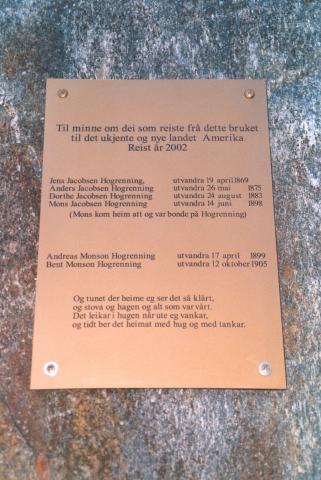 Til minne om dei som reiste frå dette bruket
til det ukjente og nye landet Amerika
Reist år 2002
Jens Jacobsen Hogrenning, utvandra 19 april 1869
Anders Jacobsen Hogrenning utvandra 26 mai 1875
Dorthe Jacobsen Hogrenning utvandra 24 august 1883
Mons Jacobsen Hogrenning utvandra 14 juni 1898
(Mons kom heim att og var bonde på Hogrenning)
Andreas Monson Hogrenning utvandra 17 april 1899
Bent Monson Hogrenning utvandra 12 oktober 1905
Og tunet der heime eg ser det så klårt,
og stova og hagen og alt som var vårt.
Det leikar i hugen når ute eg vankar,
og tidt ber det heimat med hug og med tankar.